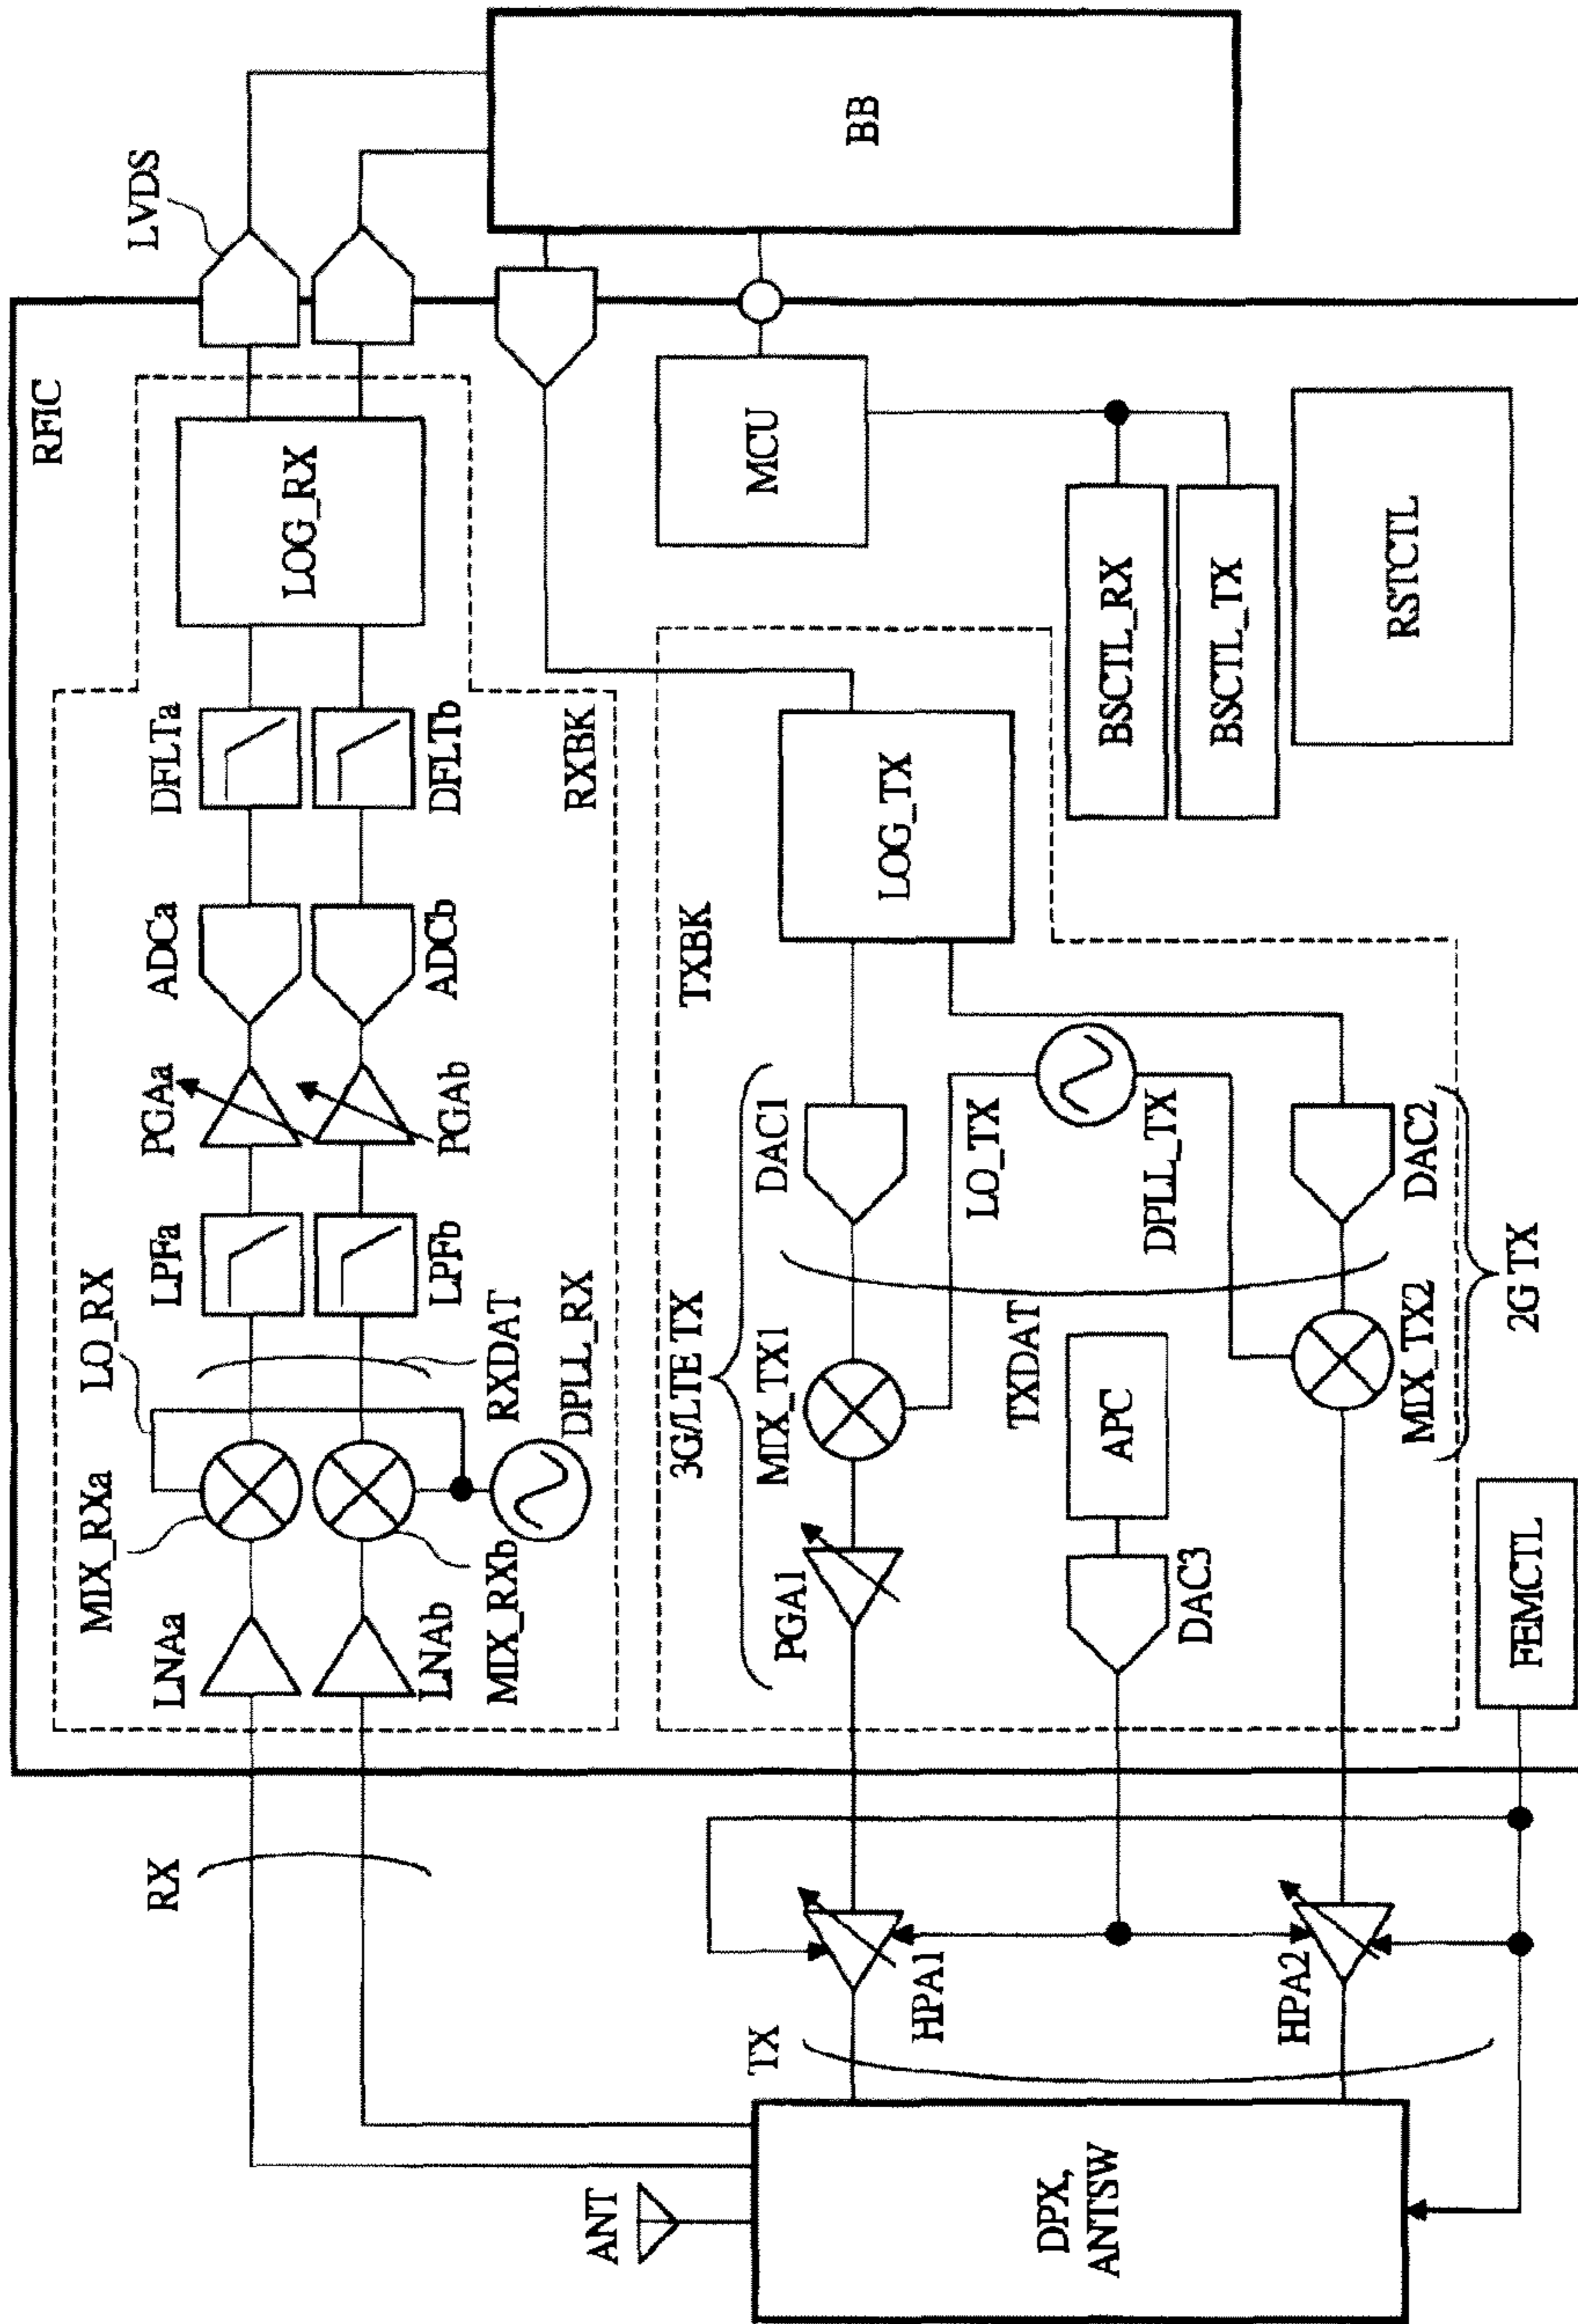 RFIC
LVDS
BB
LOG_RX
DFLTa
DFLTb
ADCa
ADCb
PGAa
PGAb
LPFa
LPFb
LO_RX
RXDAT
DPLL_RX
MIX_RXa
MIX_RXb
LNAa
LNAb
RXBK
RX
ANT
DPX,
ANTSW
TX
HPA1
HPA2
TXBK
3G/LTE TX
PGA1
MIX_TX1
DAC1
LOG_TX
LO_TX
DPLL_TX
TXDAT
APC
DAC3
MIX_TX2
DAC2
2G TX
FEMCTL
MCU
BSCTL_RX
BSCTL_TX
RSTCTL